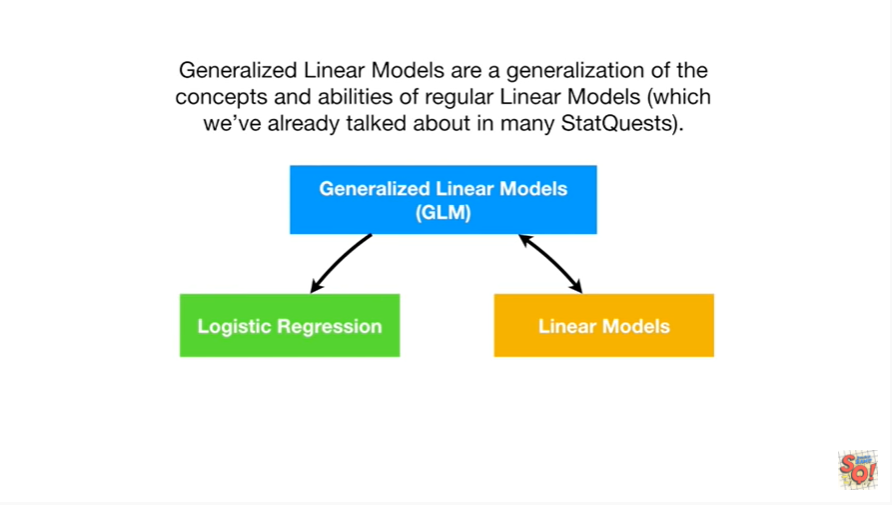 Generalized Linear Models are a generalization of the
concepts and abilities of regular Linear Models (which
we’ve already talked about in many StatQuests).
Generalized Linear Models
(GLM)
Logistic Regression
Linear Models
SQ!